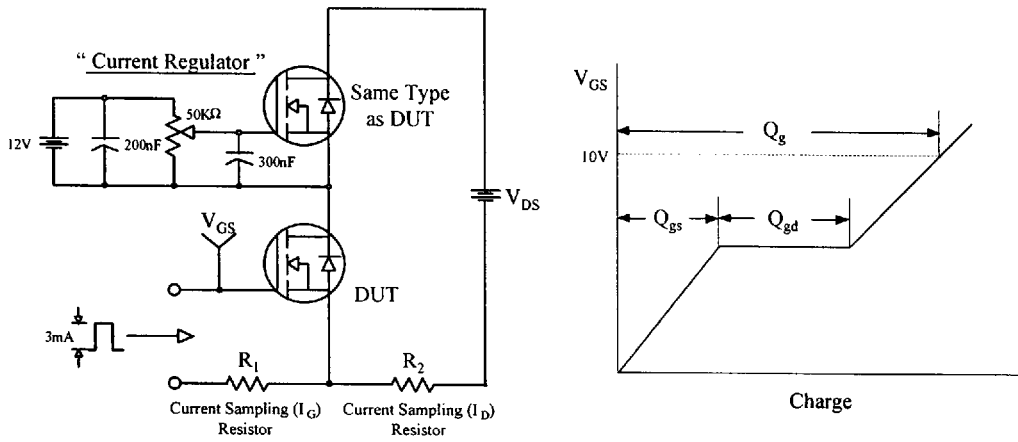 “ Current Regulator ”
50KΩ
12V
200nF
300nF
Same Type
as DUT
V_DS
V_GS
DUT
3mA
R_1
R_2
Current Sampling (I_G)
Resistor
Current Sampling (I_D)
Resistor
V_GS
Q_g
10V
Q_gs
Q_gd
Charge